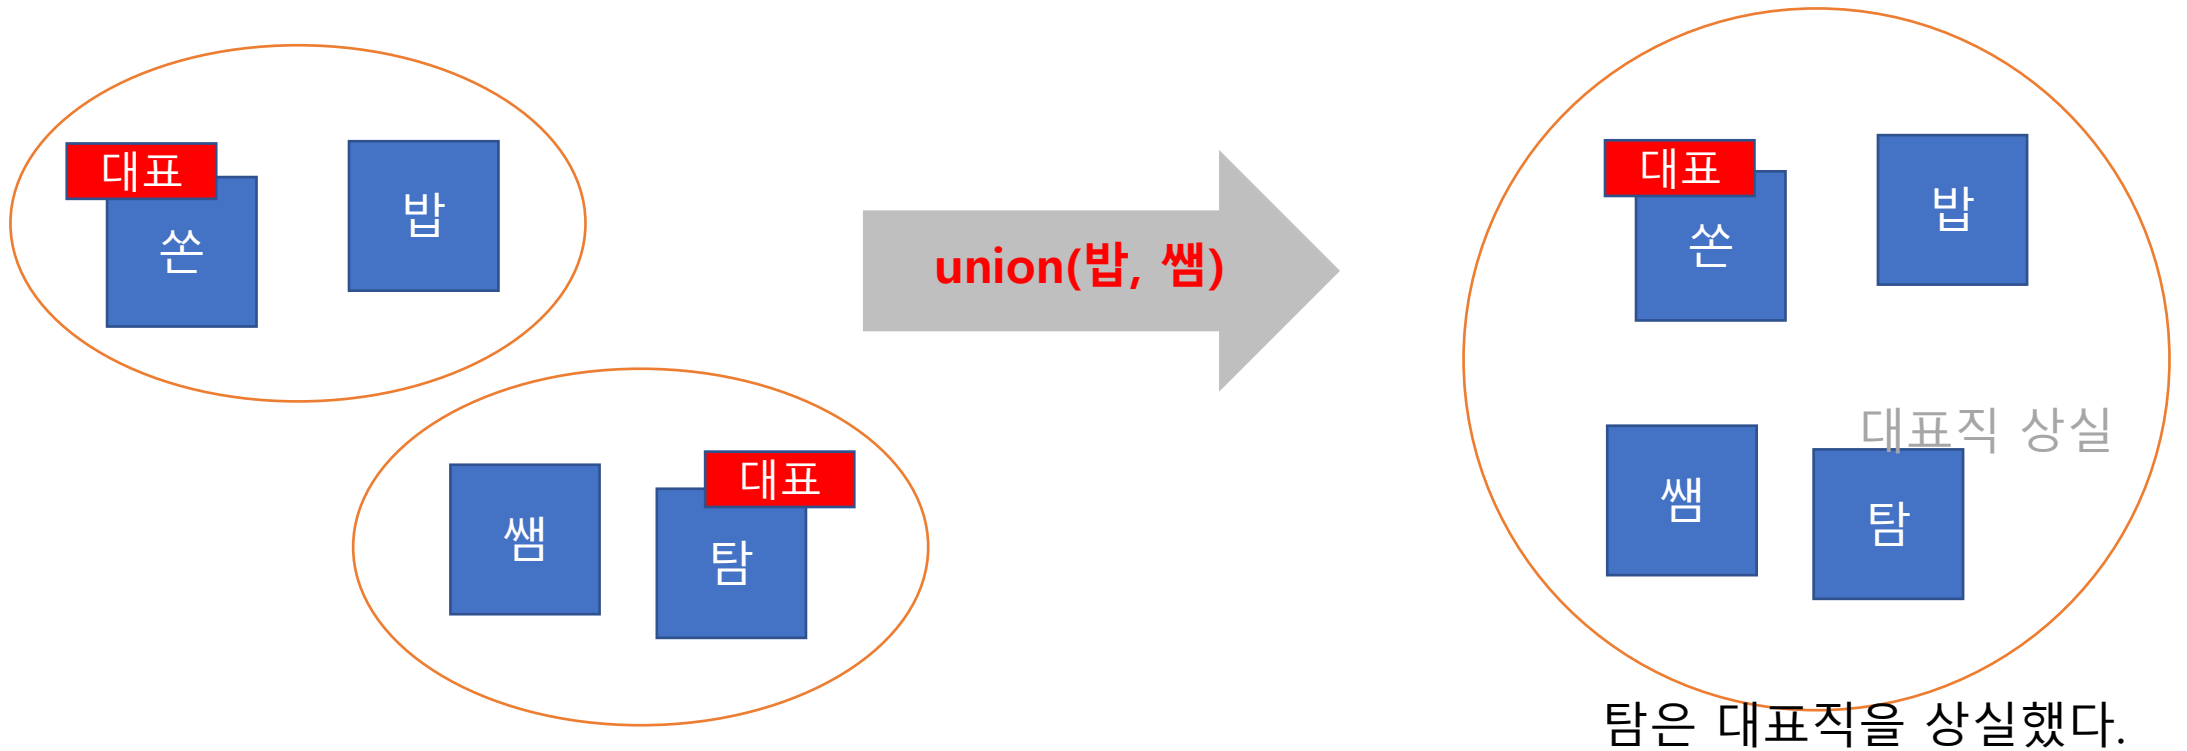 대표
쏜
밥
쌤
대표
탐
union(밥, 쌤)
대표
쏜
밥
대표직 상실
쌤
탐
탐은 대표직을 상실했다.